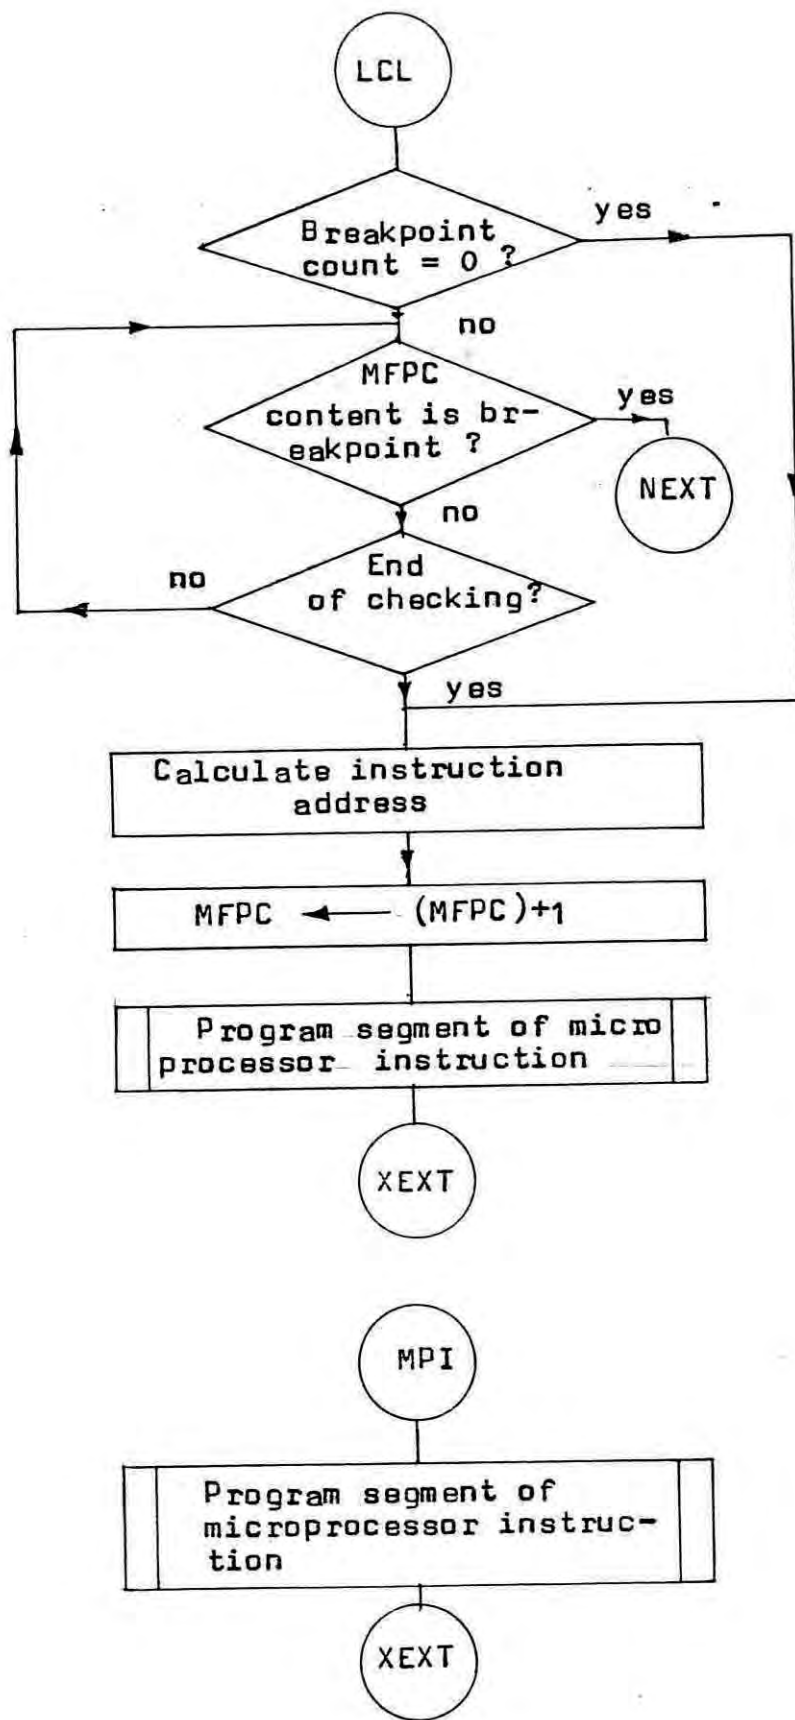 LCL
yes
Breakpoint
count = 0 ?
no
MFPC
content is br-
eakpoint ?
yes
NEXT
no
no
End
of checking?
yes
Calculate instruction
address
MFPC ← (MFPC)+1
Program segment of micro
processor instruction
XEXT
MPI
Program segment of
microprocessor instruc-
tion
XEXT